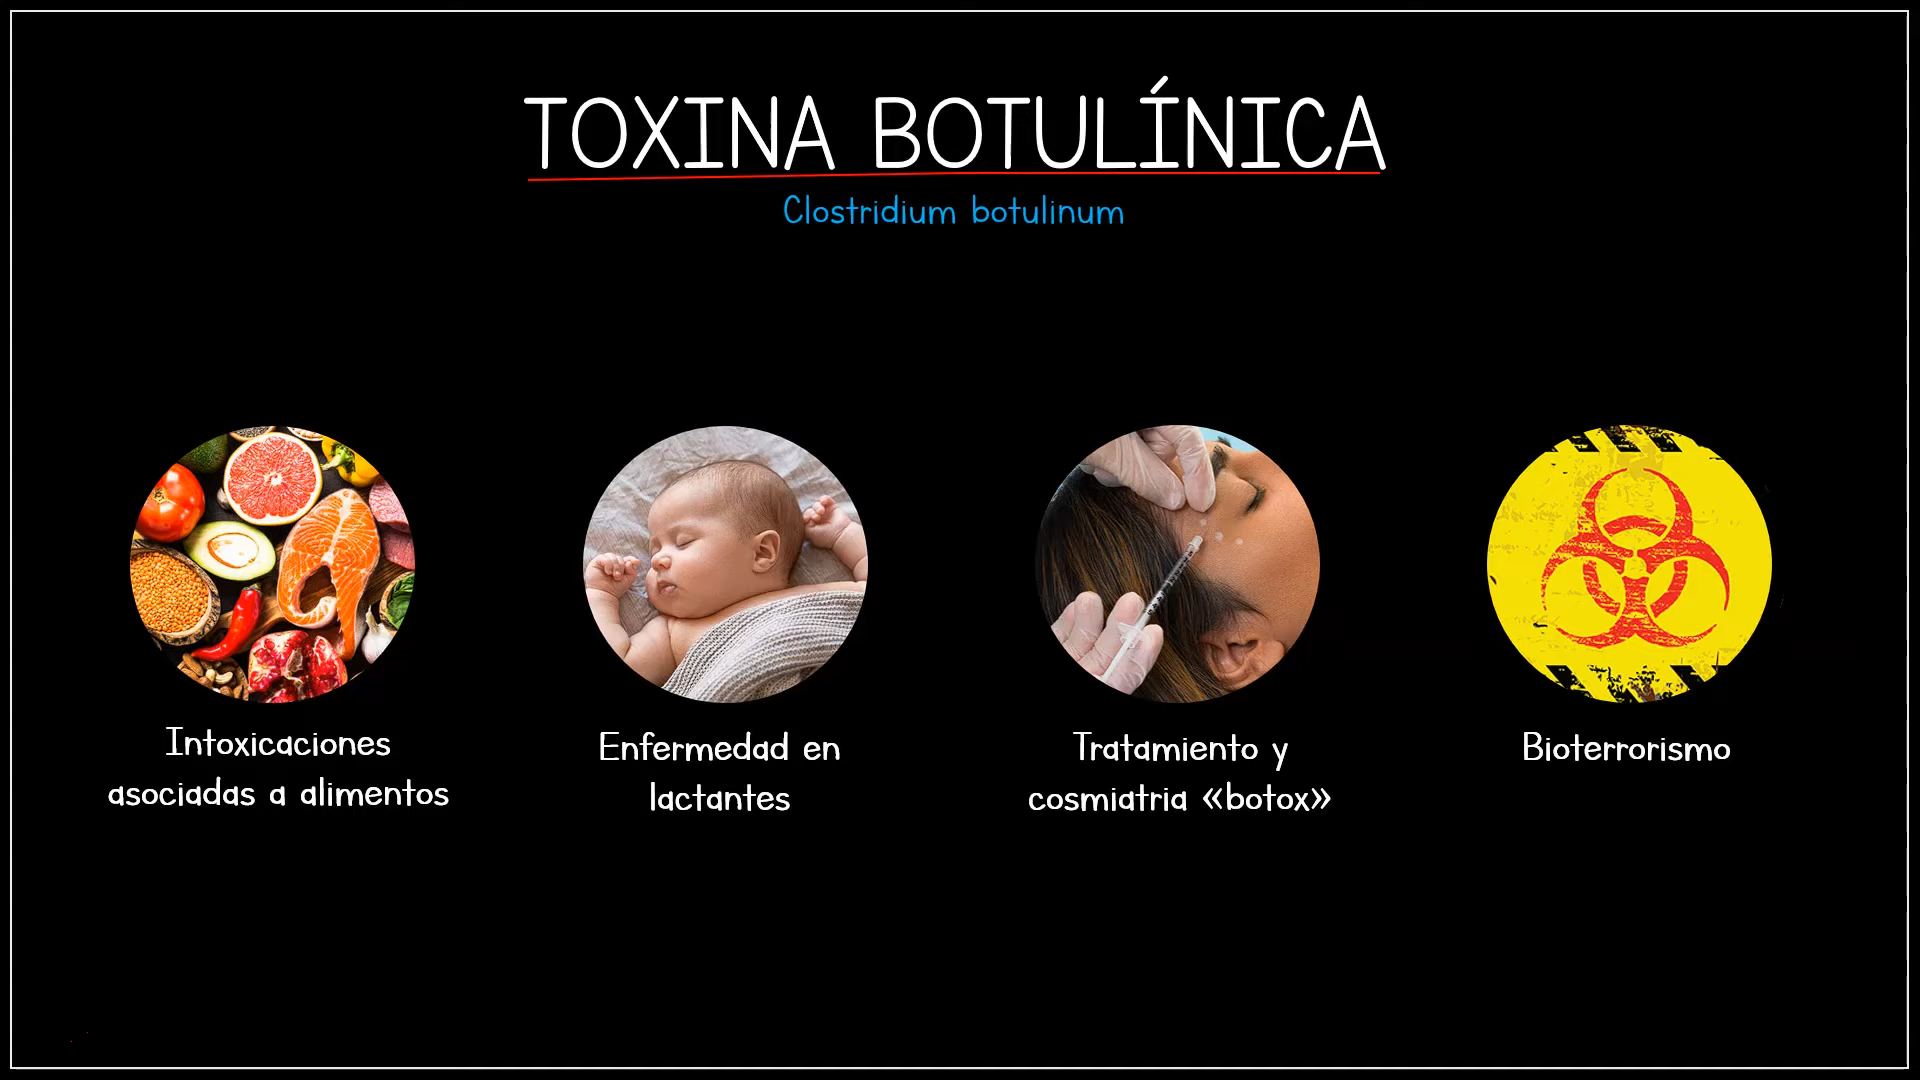 TOXINA BOTULÍNICA
Clostridium botulinum
Intoxicaciones
asociadas a alimentos
Enfermedad en
lactantes
Tratamiento y
cosmiatria «botox»
Bioterrorismo